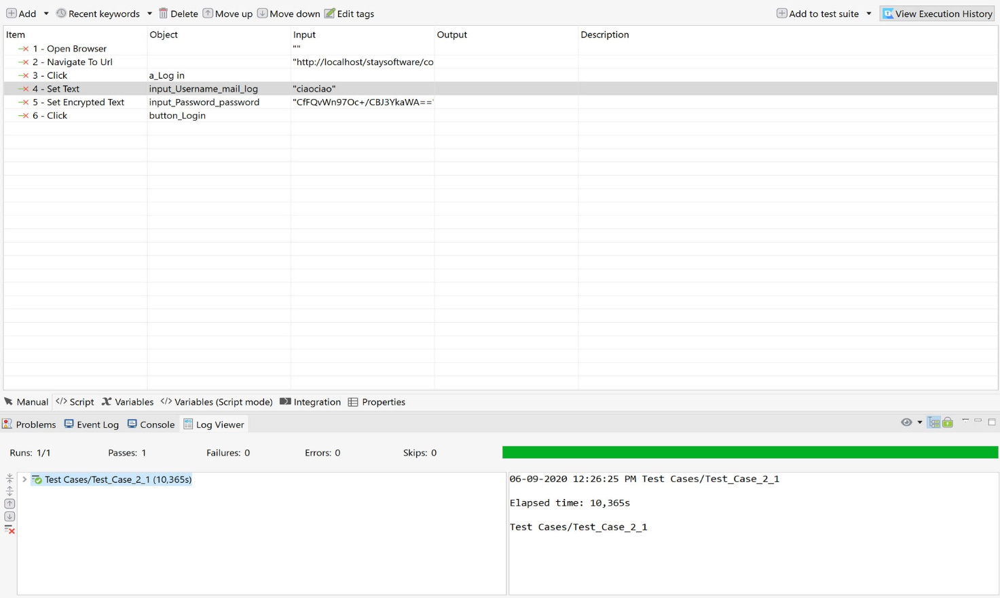 Add Recent keywords Delete Move up Move down Edit tags Add to test suite View Execution History
Item Object Input Output Description
1 - Open Browser ""
2 - Navigate To Url "http://localhost/staysoftware/co
3 - Click a_Log in
4 - Set Text input_Username_mail_log "ciaociao"
5 - Set Encrypted Text input_Password_password "CfFQvWn97Oc+/CBJ3YkaWA=="
6 - Click button_Login
Manual </> Script Variables </> Variables (Script mode) Integration Properties
Problems Event Log Console Log Viewer
Runs: 1/1 Passes: 1 Failures: 0 Errors: 0 Skips: 0
Test Cases/Test_Case_2_1 (10,365s)
06-09-2020 12:26:25 PM Test Cases/Test_Case_2_1
Elapsed time: 10,365s
Test Cases/Test_Case_2_1